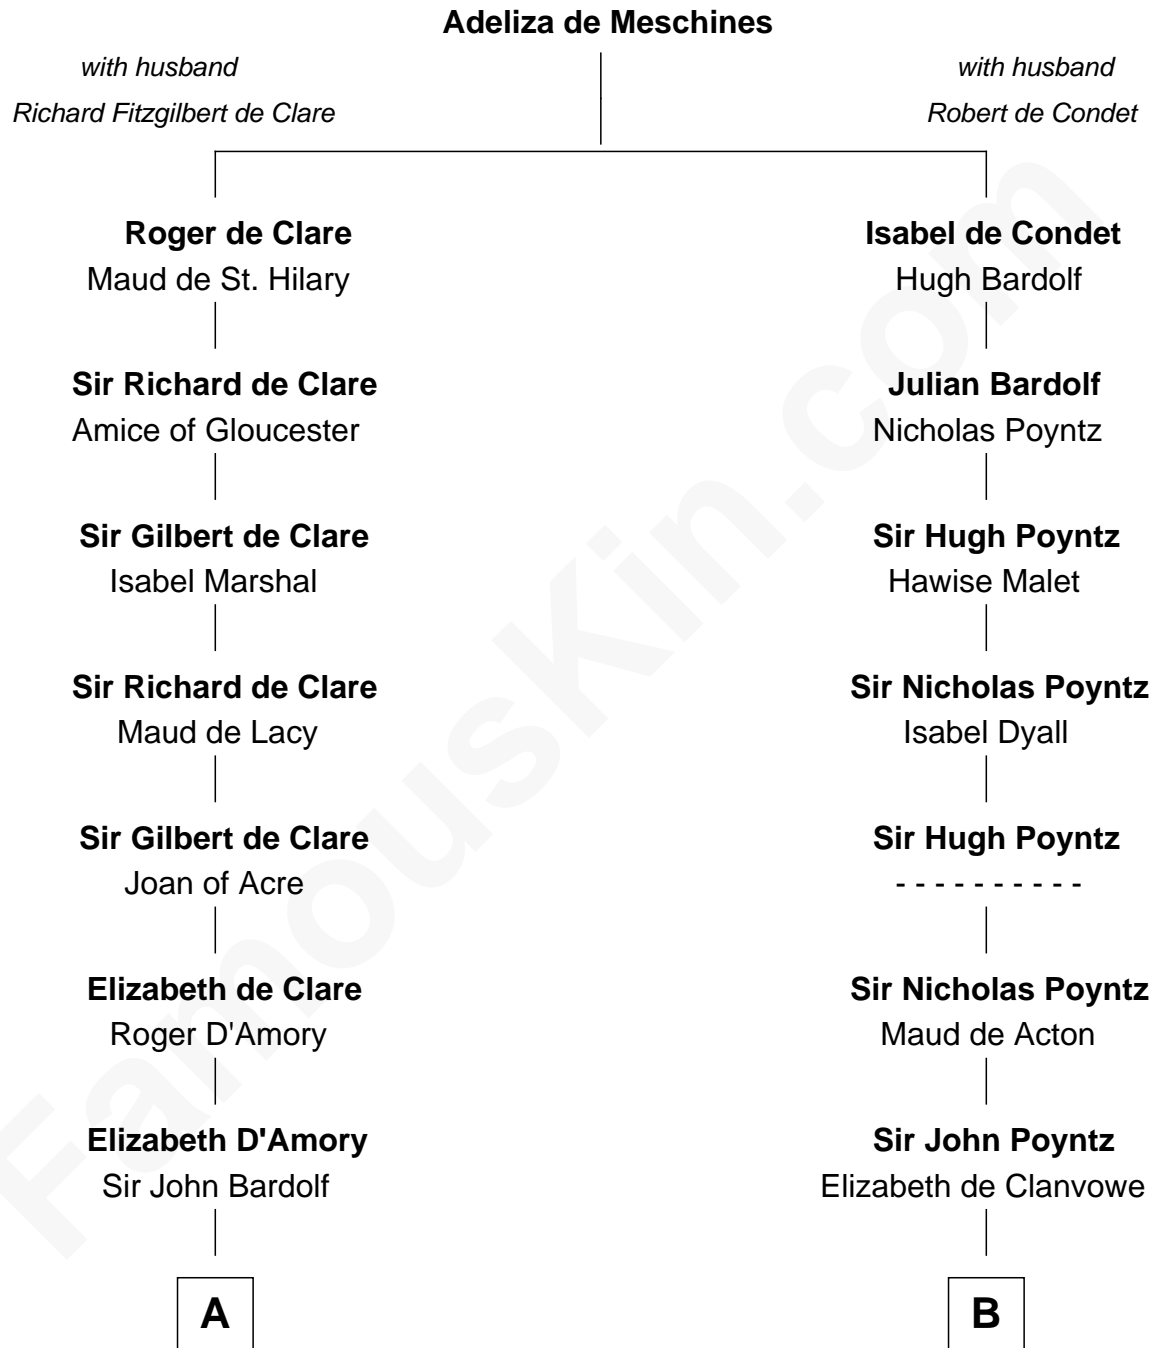 Adeliza de Meschines
with husband
Richard Fitzgilbert de Clare
with husband
Robert de Condet
Roger de Clare
Maud de St. Hilary
Isabel de Condet
Hugh Bardolf
Sir Richard de Clare
Amice of Gloucester
Julian Bardolf
Nicholas Poyntz
Sir Gilbert de Clare
Isabel Marshal
Sir Hugh Poyntz
Hawise Malet
Sir Richard de Clare
Maud de Lacy
Sir Nicholas Poyntz
Isabel Dyall
Sir Gilbert de Clare
Joan of Acre
Sir Hugh Poyntz
- - - - - - - - - -
Elizabeth de Clare
Roger D'Amory
Sir Nicholas Poyntz
Maud de Acton
Elizabeth D'Amory
Sir John Bardolf
Sir John Poyntz
Elizabeth de Clanvowe
A
B
FamousKin.com